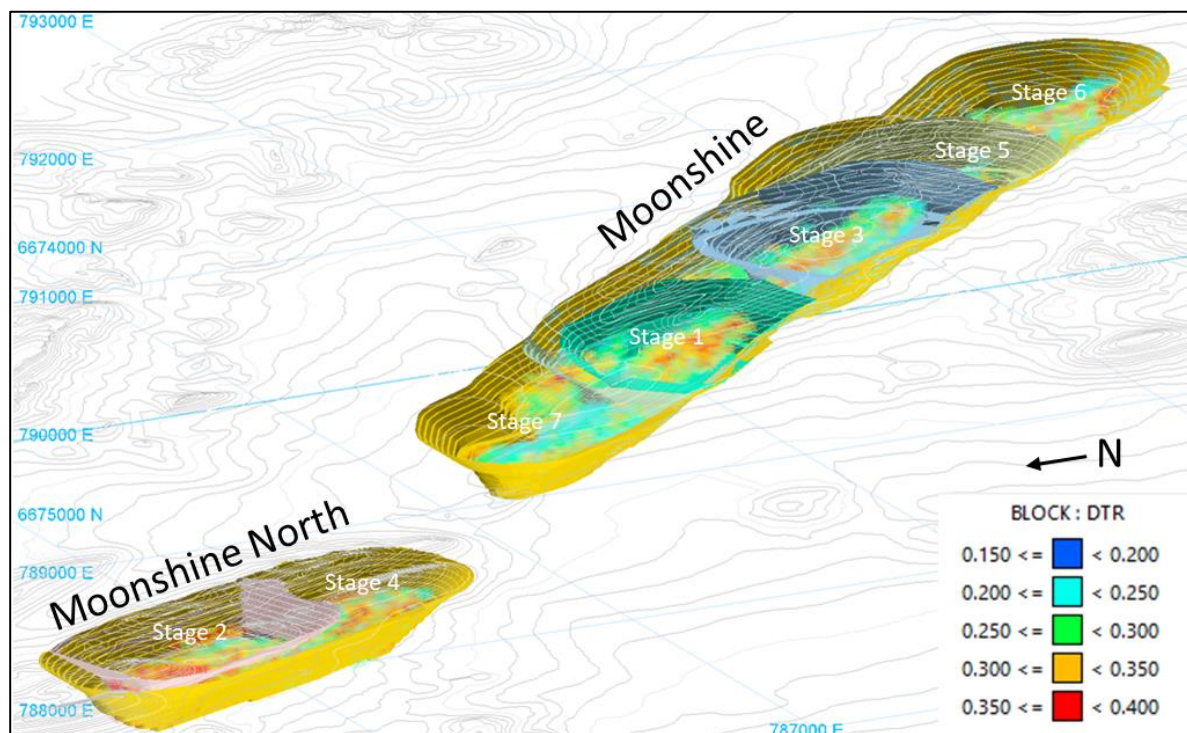 793000 E
Stage 6
792000 E
Moonshine
Stage 5
6674000 N
Stage 3
791000 E
Stage 1
Stage 7
790000 E
N
6675000 N
Moonshine North
789000 E
Stage 4
Stage 2
788000 E
787000 E
BLOCK : DTR
0.150 <= < 0.200
0.200 <= < 0.250
0.250 <= < 0.300
0.300 <= < 0.350
0.350 <= < 0.400